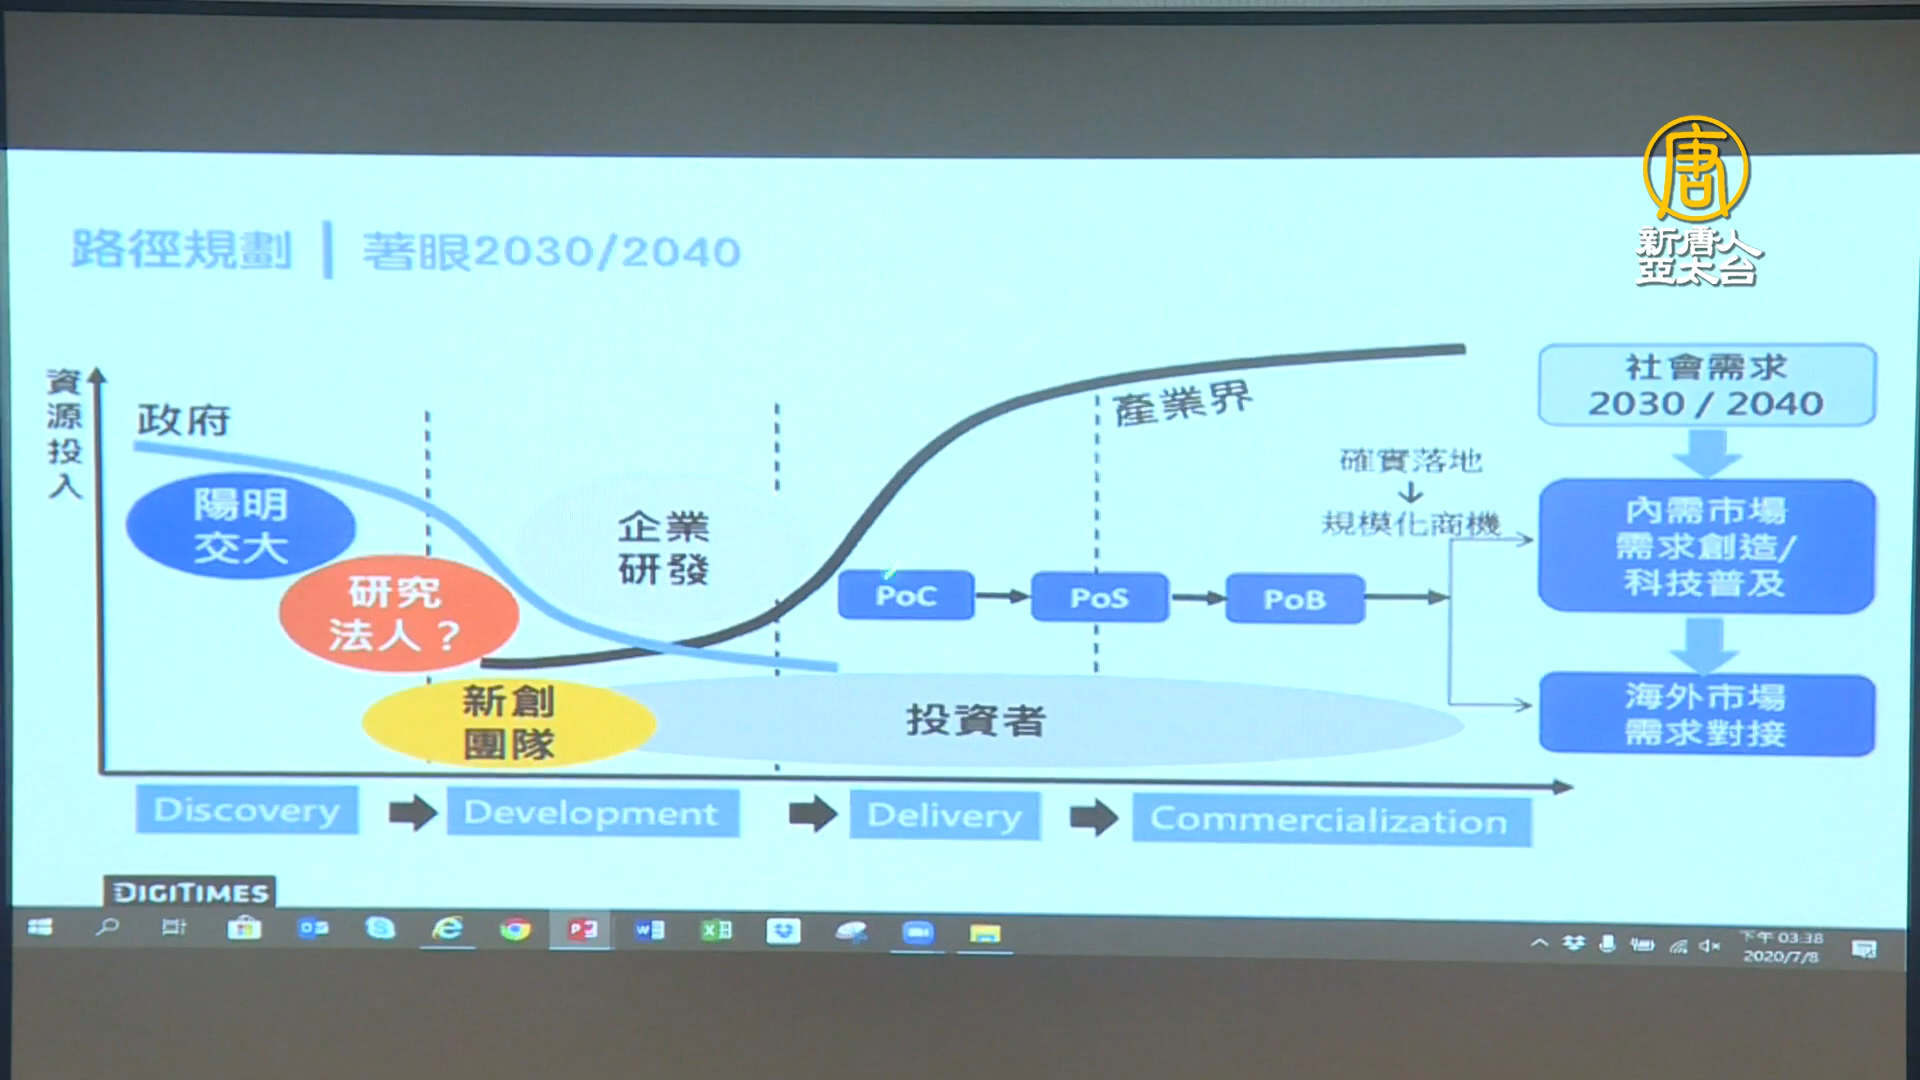 唐
新唐人
亞太台
路徑規劃 | 著眼2030/2040
資源投入
政府
陽明
交大
研究
法人？
新創
團隊
企業
研發
投資者
產業界
PoC
PoS
PoB
確實落地
規模化商機
社會需求
2030 / 2040
內需市場
需求創造/
科技普及
海外市場
需求對接
Discovery
Development
Delivery
Commercialization
DIGITIMES
下午 03:38
2020/7/8